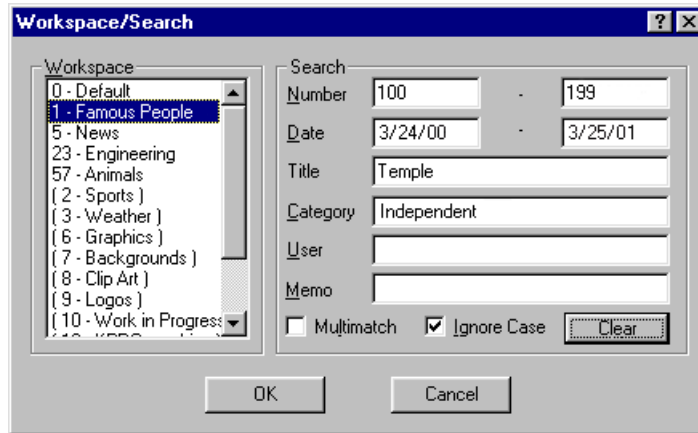 Workspace/Search
Workspace
0 - Default
1 - Famous People
5 - News
23 - Engineering
57 - Animals
( 2 - Sports )
( 3 - Weather )
( 6 - Graphics )
( 7 - Backgrounds )
( 8 - Clip Art )
( 9 - Logos )
( 10 - Work in Progress
Search
Number 100 - 199
Date 3/24/00 - 3/25/01
Title Temple
Category Independent
User
Memo
Multimatch Ignore Case Clear
OK Cancel